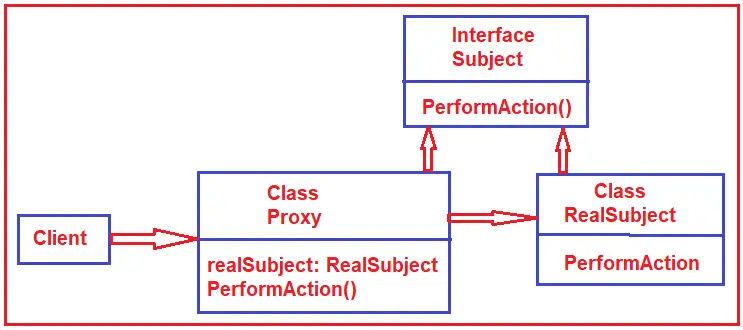 Interface
Subject
PerformAction()
Class
Proxy
realSubject: RealSubject
PerformAction()
Class
RealSubject
PerformAction
Client